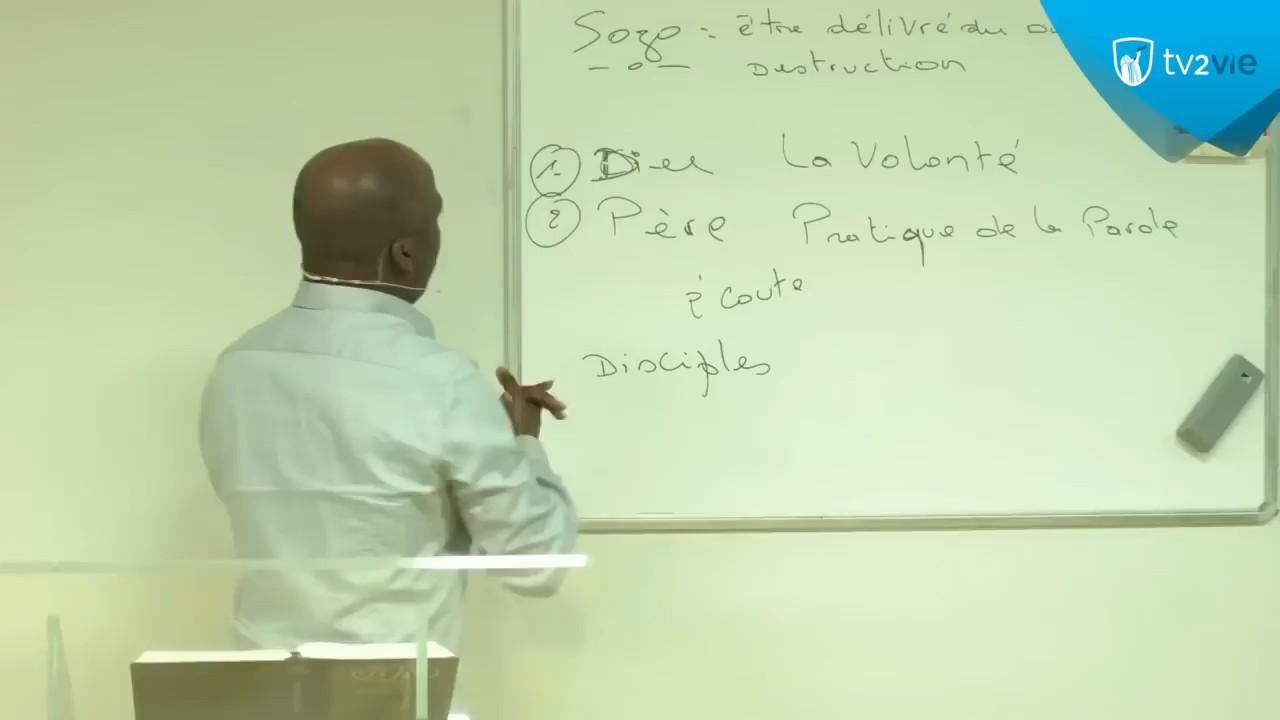 Sozo : être délivré du
Destruction
tv2vie
1. Dieu La Volonté
2 Père Pratique de la Parole
écoute
Disciples